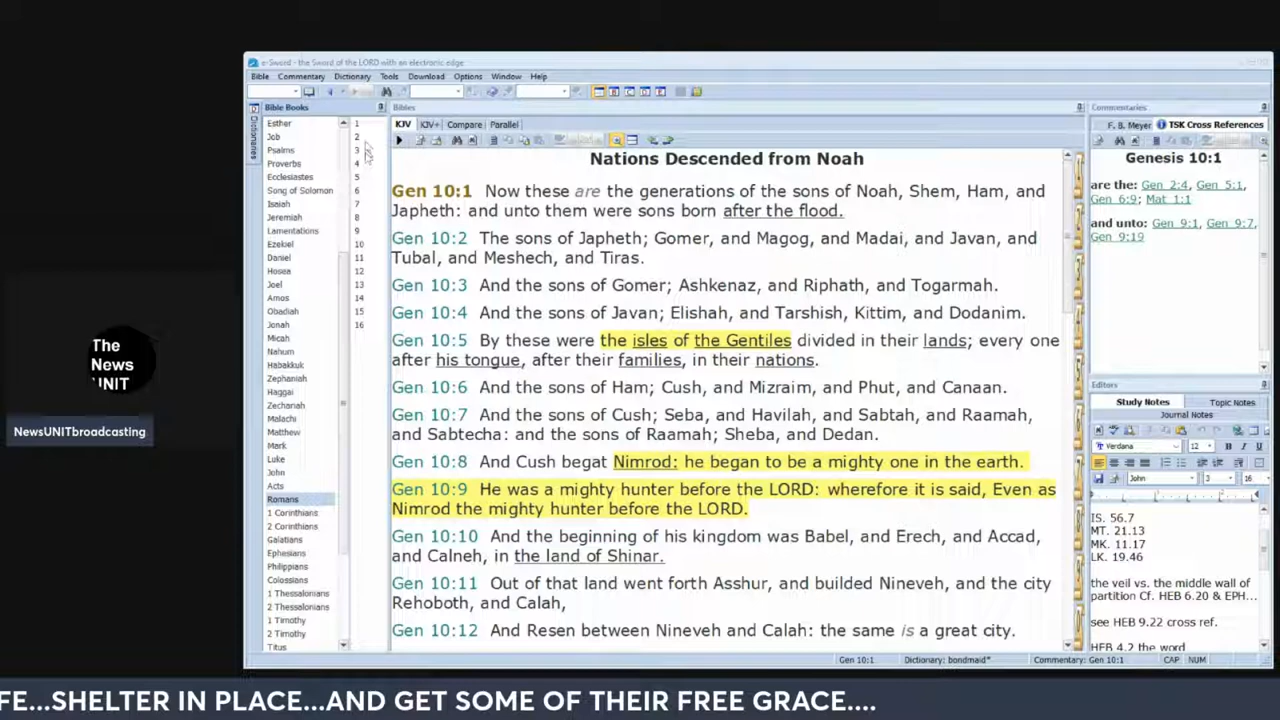 e-Sword - the Sword of the LORD with an electronic edge
Bible Commentary Dictionary Tools Download Options Window Help
Bible Books
Dictionaries
Esther
Job
Psalms
Proverbs
Ecclesiastes
Song of Solomon
Isaiah
Jeremiah
Lamentations
Ezekiel
Daniel
Hosea
Joel
Amos
Obadiah
Jonah
Micah
Nahum
Habakkuk
Zephaniah
Haggai
Zechariah
Malachi
Matthew
Mark
Luke
John
Acts
Romans
1 Corinthians
2 Corinthians
Galatians
Ephesians
Philippians
Colossians
1 Thessalonians
2 Thessalonians
1 Timothy
2 Timothy
Titus
1
2
3
4
5
6
7
8
9
10
11
12
13
14
15
16
Bibles
KJV KJV+ Compare Parallel
Nations Descended from Noah
Gen 10:1 Now these are the generations of the sons of Noah, Shem, Ham, and
Japheth: and unto them were sons born after the flood.
Gen 10:2 The sons of Japheth; Gomer, and Magog, and Madai, and Javan, and
Tubal, and Meshech, and Tiras.
Gen 10:3 And the sons of Gomer; Ashkenaz, and Riphath, and Togarmah.
Gen 10:4 And the sons of Javan; Elishah, and Tarshish, Kittim, and Dodanim.
Gen 10:5 By these were the isles of the Gentiles divided in their lands; every one
after his tongue, after their families, in their nations.
Gen 10:6 And the sons of Ham; Cush, and Mizraim, and Phut, and Canaan.
Gen 10:7 And the sons of Cush; Seba, and Havilah, and Sabtah, and Raamah,
and Sabtecha: and the sons of Raamah; Sheba, and Dedan.
Gen 10:8 And Cush begat Nimrod: he began to be a mighty one in the earth.
Gen 10:9 He was a mighty hunter before the LORD: wherefore it is said, Even as
Nimrod the mighty hunter before the LORD.
Gen 10:10 And the beginning of his kingdom was Babel, and Erech, and Accad,
and Calneh, in the land of Shinar.
Gen 10:11 Out of that land went forth Asshur, and builded Nineveh, and the city
Rehoboth, and Calah,
Gen 10:12 And Resen between Nineveh and Calah: the same is a great city.
Commentaries
F. B. Meyer TSK Cross References
Genesis 10:1
are the: Gen 2:4, Gen 5:1,
Gen 6:9; Mat 1:1
and unto: Gen 9:1, Gen 9:7,
Gen 9:19
Editors
Study Notes Topic Notes
Journal Notes
Verdana 12 B I U
John 3 16
IS. 56.7
MT. 21.13
MK. 11.17
LK. 19.46
the veil vs. the middle wall of
partition Cf. HEB 6.20 & EPH...
see HEB 9.22 cross ref.
HEB 4.2 the word
Gen 10:1 Dictionary: bondmaid* Commentary: Gen 10:1 CAP NUM
The
News
UNIT
NewsUNITbroadcasting
FE...SHELTER IN PLACE...AND GET SOME OF THEIR FREE GRACE....